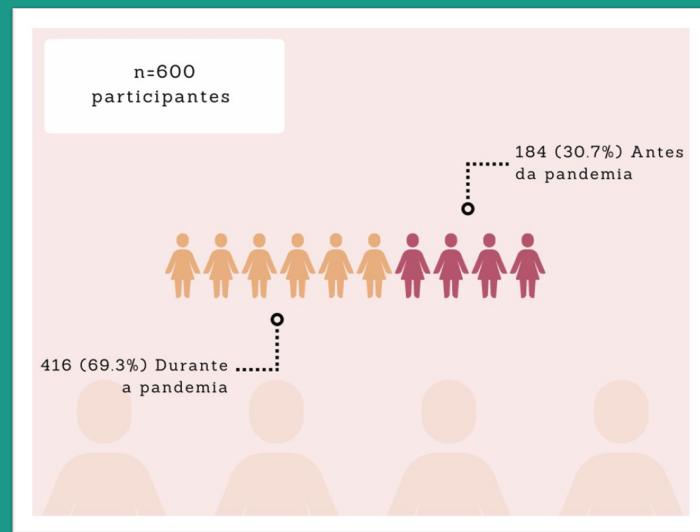 n=600
participantes
184 (30.7%) Antes
da pandemia
416 (69.3%) Durante
a pandemia